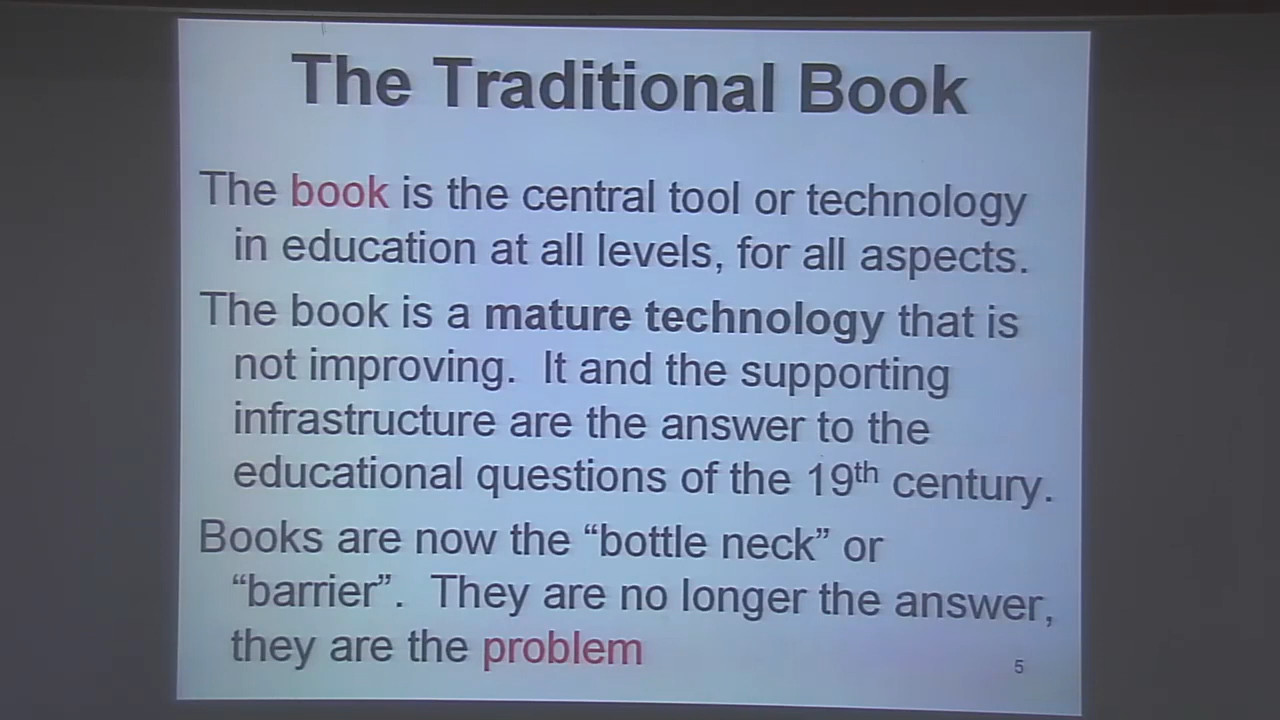 The Traditional Book
The book is the central tool or technology
in education at all levels, for all aspects.
The book is a mature technology that is
not improving. It and the supporting
infrastructure are the answer to the
educational questions of the 19th century.
Books are now the “bottle neck” or
“barrier”. They are no longer the answer,
they are the problem
5